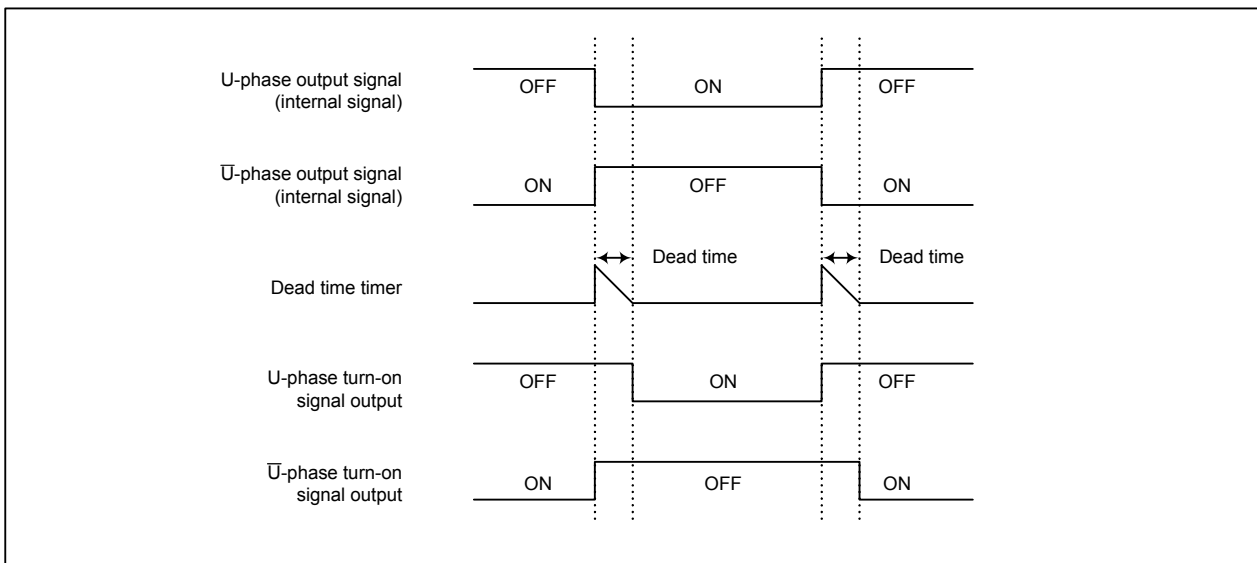 U-phase output signal
(internal signal)
OFF
ON
OFF
U̅-phase output signal
(internal signal)
ON
OFF
ON
Dead time timer
Dead time
Dead time
U-phase turn-on
signal output
OFF
ON
OFF
U̅-phase turn-on
signal output
ON
OFF
ON